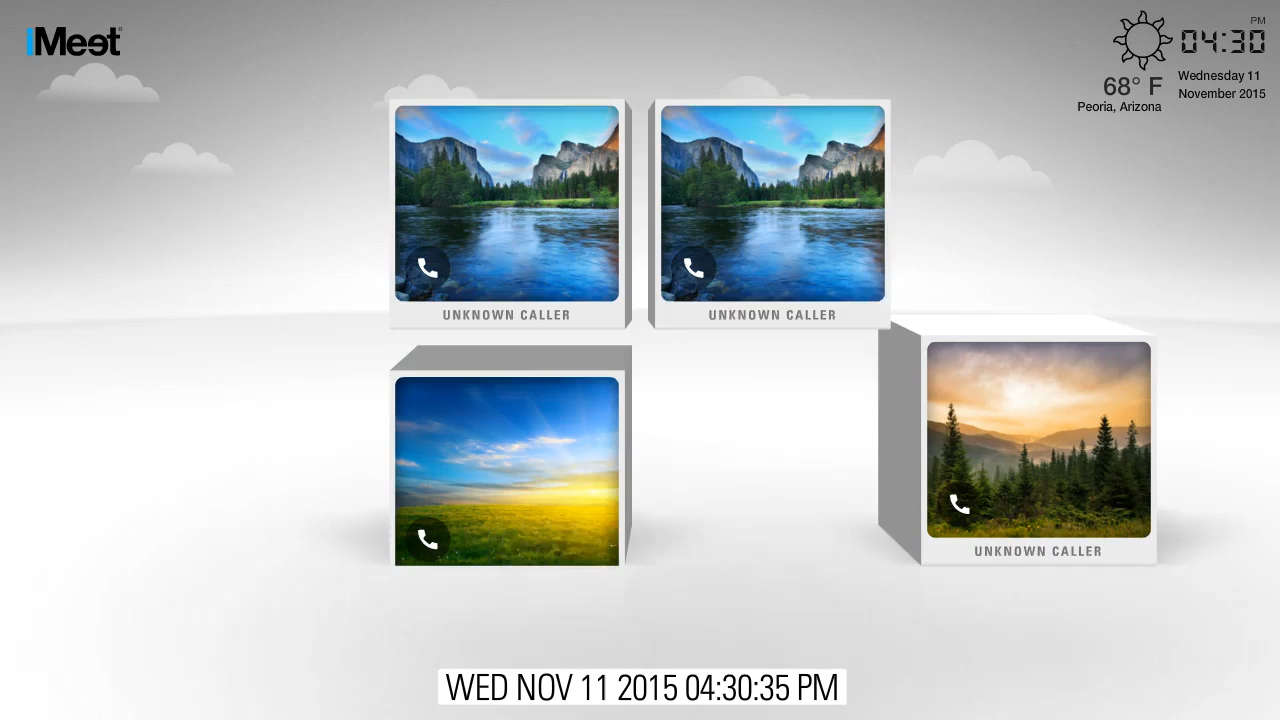 iMeet®
PM
04:30
68° F
Peoria, Arizona
Wednesday 11
November 2015
UNKNOWN CALLER
UNKNOWN CALLER
UNKNOWN CALLER
WED NOV 11 2015 04:30:35 PM